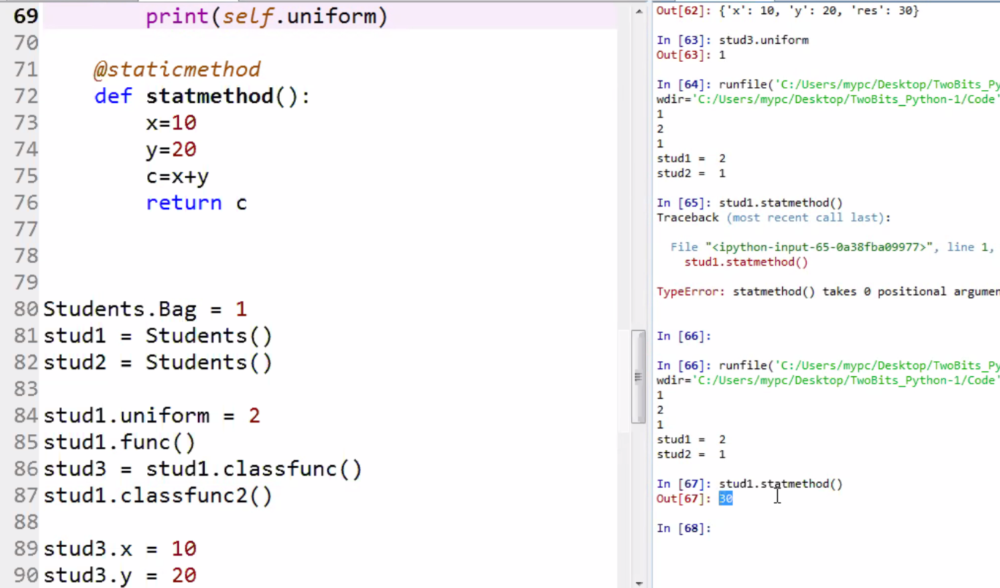 69 print(self.uniform)
70
71 @staticmethod
72 def statmethod():
73 x=10
74 y=20
75 c=x+y
76 return c
77
78
79
80 Students.Bag = 1
81 stud1 = Students()
82 stud2 = Students()
83
84 stud1.uniform = 2
85 stud1.func()
86 stud3 = stud1.classfunc()
87 stud1.classfunc2()
88
89 stud3.x = 10
90 stud3.y = 20
Out[62]: {'x': 10, 'y': 20, 'res': 30}
In [63]: stud3.uniform
Out[63]: 1
In [64]: runfile('C:/Users/mypc/Desktop/TwoBits_Py
wdir='C:/Users/mypc/Desktop/TwoBits_Python-1/Code'
1
2
1
stud1 = 2
stud2 = 1
In [65]: stud1.statmethod()
Traceback (most recent call last):
File "<ipython-input-65-0a38fba09977>", line 1,
stud1.statmethod()
TypeError: statmethod() takes 0 positional argumen
In [66]:
In [66]: runfile('C:/Users/mypc/Desktop/TwoBits_Py
wdir='C:/Users/mypc/Desktop/TwoBits_Python-1/Code'
1
2
1
stud1 = 2
stud2 = 1
In [67]: stud1.statmethod()
Out[67]: 30
In [68]: